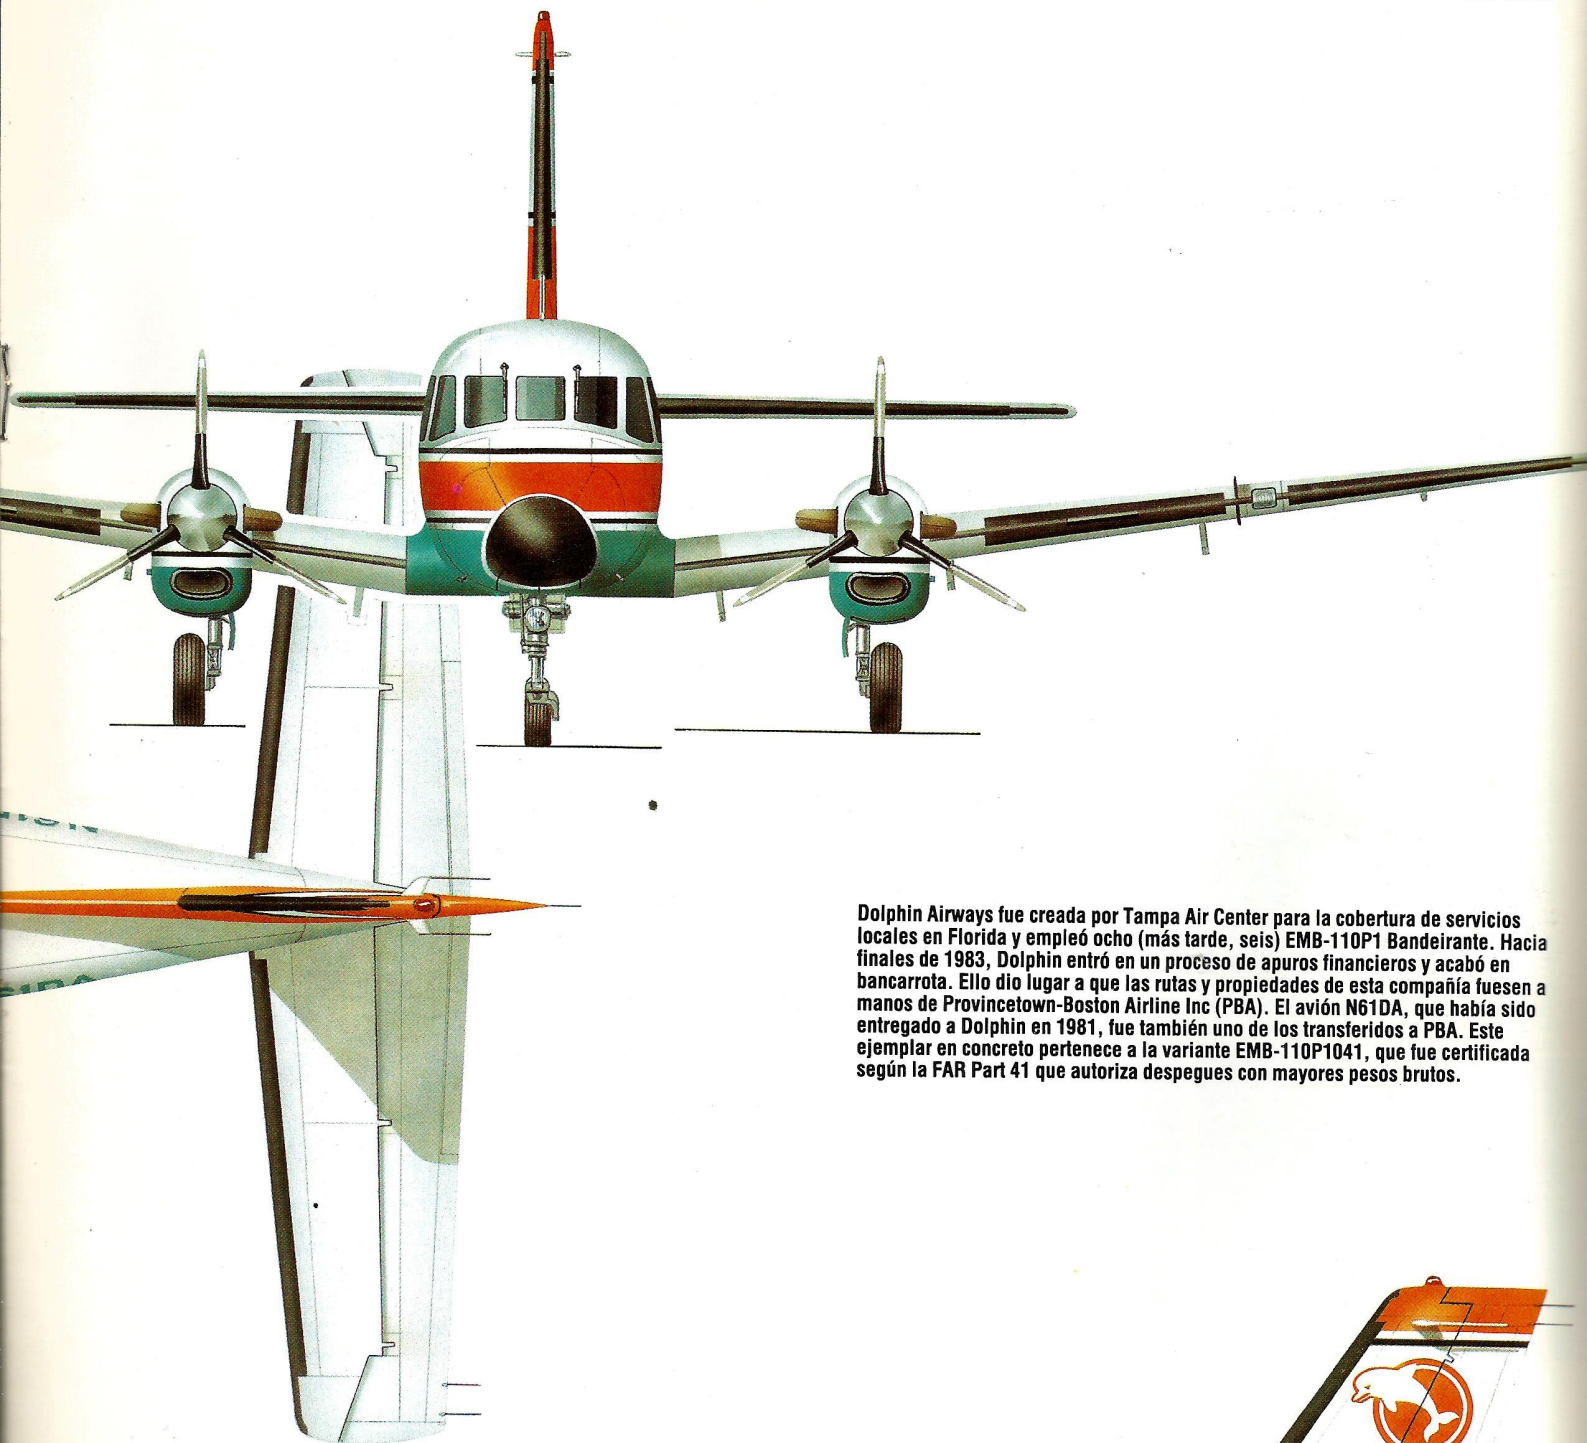 Dolphin Airways fue creada por Tampa Air Center para la cobertura de servicios
locales en Florida y empleó ocho (más tarde, seis) EMB-110P1 Bandeirante. Hacia
finales de 1983, Dolphin entró en un proceso de apuros financieros y acabó en
bancarrota. Ello dio lugar a que las rutas y propiedades de esta compañía fuesen a
manos de Provincetown-Boston Airline Inc (PBA). El avión N61DA, que había sido
entregado a Dolphin en 1981, fue también uno de los transferidos a PBA. Este
ejemplar en concreto pertenece a la variante EMB-110P1041, que fue certificada
según la FAR Part 41 que autoriza despegues con mayores pesos brutos.